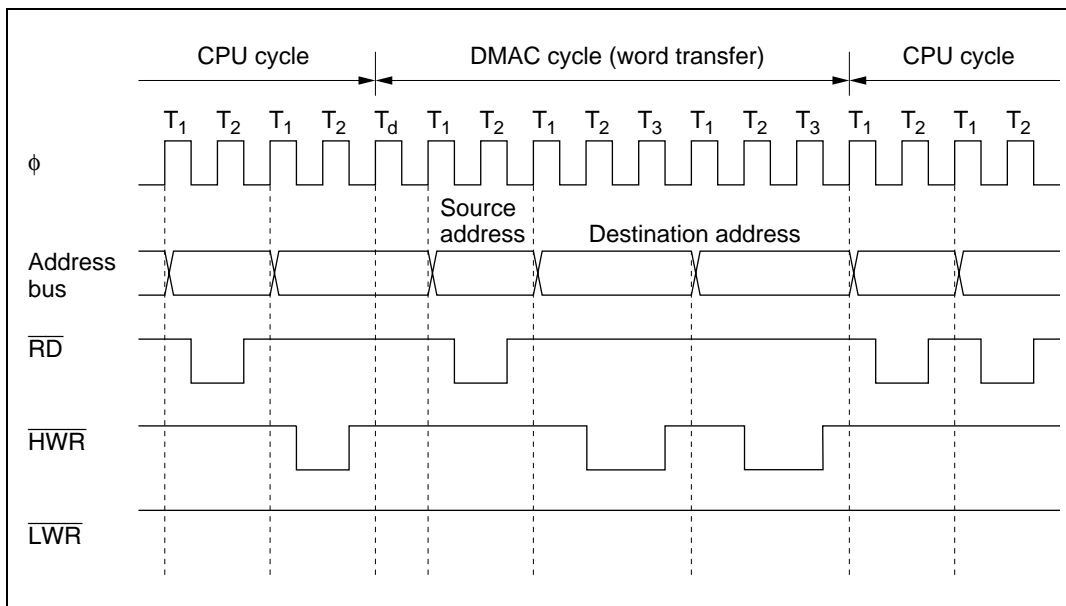 CPU cycle DMAC cycle (word transfer) CPU cycle
T1 T2 T1 T2 Td T1 T2 T1 T2 T3 T1 T2 T3 T1 T2 T1 T2
φ
Source
address Destination address
Address
bus
RD
HWR
LWR